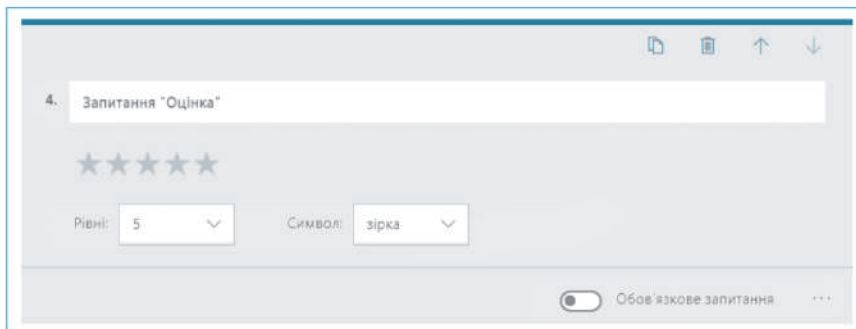 4. Запитання "Оцінка"
Рівні: 5 Символ: зірка
Обов'язкове запитання ...